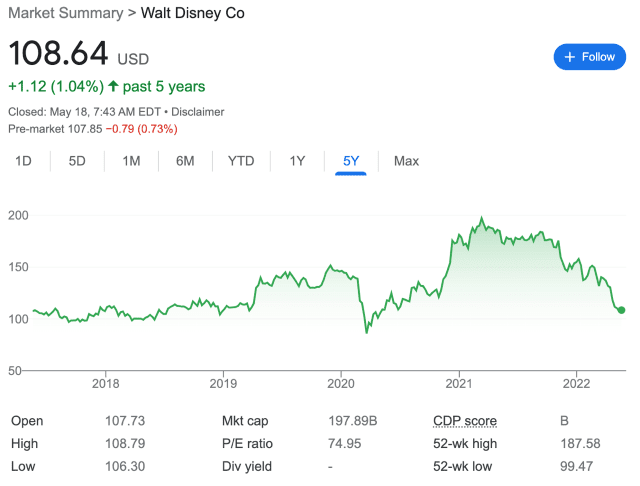 Market Summary > Walt Disney Co
108.64 USD
+ Follow
+1.12 (1.04%) ↑ past 5 years
Closed: May 18, 7:43 AM EDT • Disclaimer
Pre-market 107.85 −0.79 (0.73%)
1D 5D 1M 6M YTD 1Y 5Y Max
200
150
100
50
2018 2019 2020 2021 2022
Open 107.73 Mkt cap 197.89B CDP score B
High 108.79 P/E ratio 74.95 52-wk high 187.58
Low 106.30 Div yield - 52-wk low 99.47